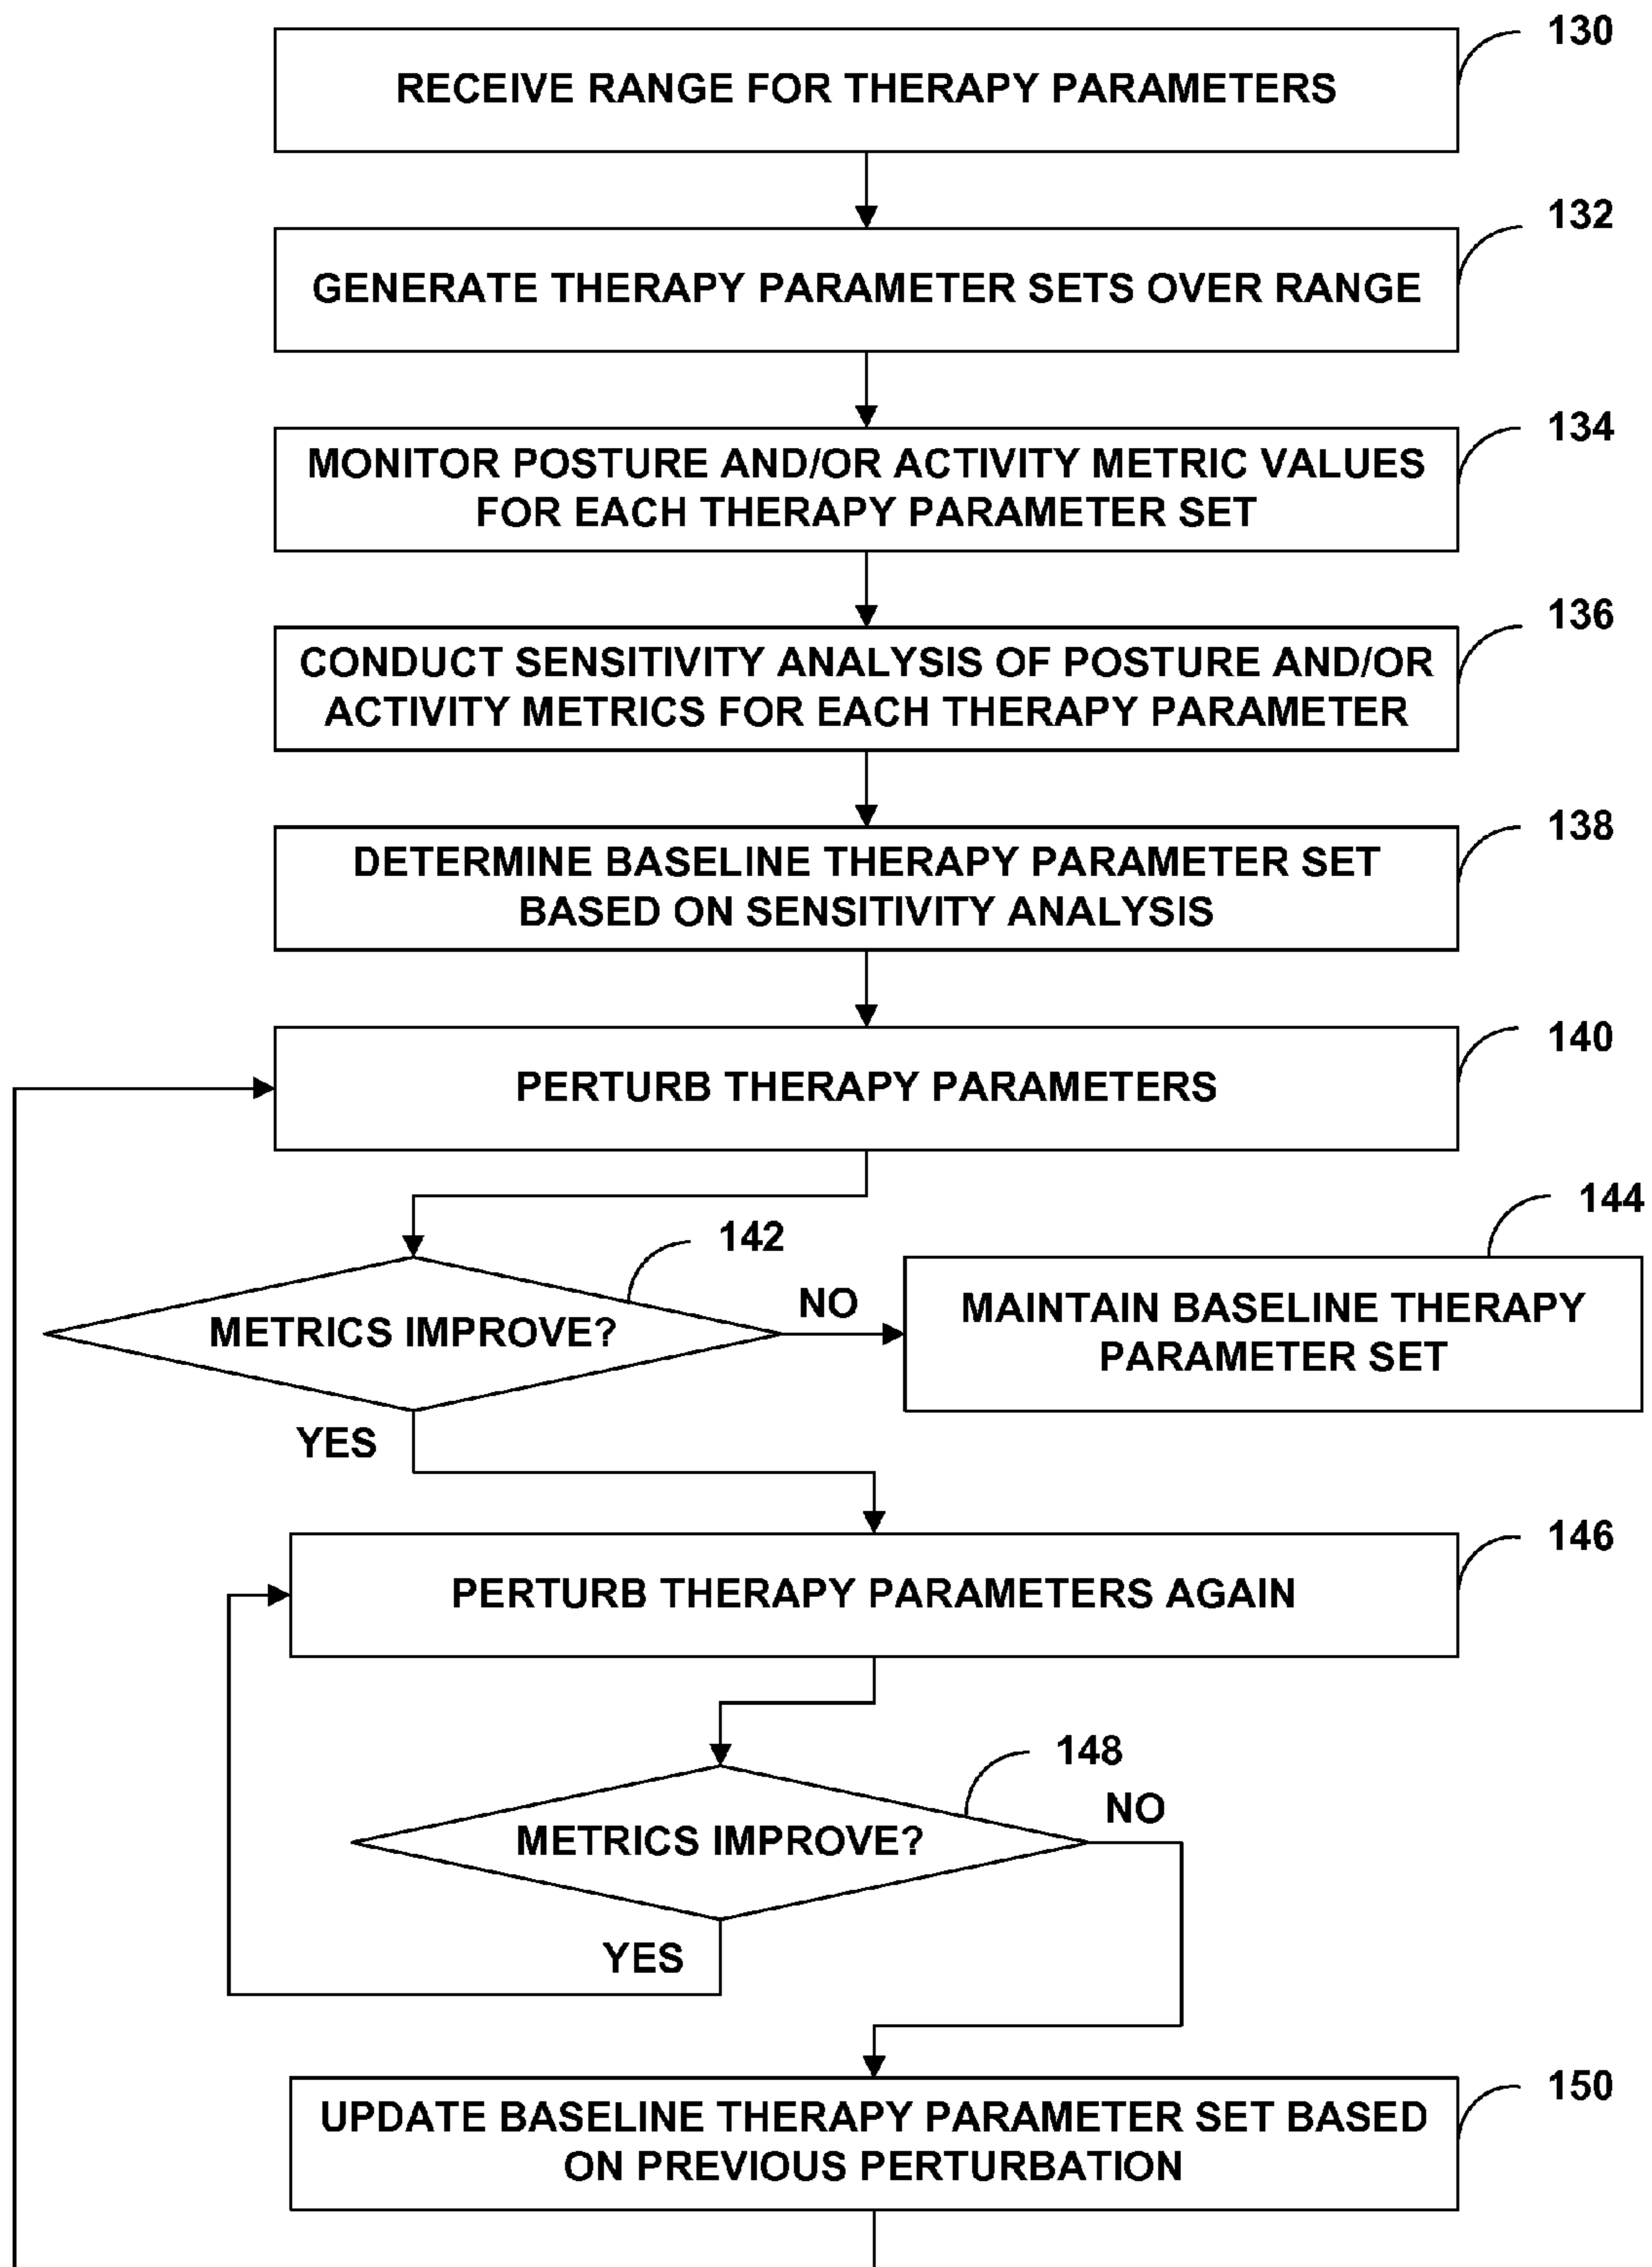 130
RECEIVE RANGE FOR THERAPY PARAMETERS
132
GENERATE THERAPY PARAMETER SETS OVER RANGE
134
MONITOR POSTURE AND/OR ACTIVITY METRIC VALUES
FOR EACH THERAPY PARAMETER SET
136
CONDUCT SENSITIVITY ANALYSIS OF POSTURE AND/OR
ACTIVITY METRICS FOR EACH THERAPY PARAMETER
138
DETERMINE BASELINE THERAPY PARAMETER SET
BASED ON SENSITIVITY ANALYSIS
140
PERTURB THERAPY PARAMETERS
142
METRICS IMPROVE?
NO
144
MAINTAIN BASELINE THERAPY
PARAMETER SET
YES
146
PERTURB THERAPY PARAMETERS AGAIN
148
METRICS IMPROVE?
NO
YES
150
UPDATE BASELINE THERAPY PARAMETER SET BASED
ON PREVIOUS PERTURBATION